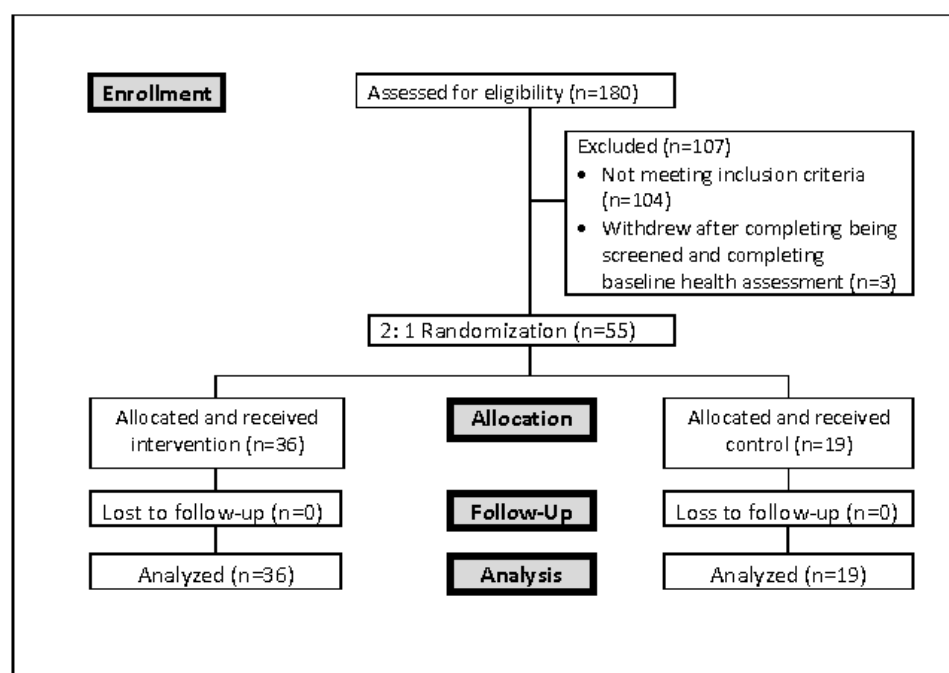 Enrollment
Assessed for eligibility (n=180)
Excluded (n=107)
• Not meeting inclusion criteria
(n=104)
• Withdrew after completing being
screened and completing
baseline health assessment (n=3)
2: 1 Randomization (n=55)
Allocated and received
intervention (n=36)
Allocation
Allocated and received
control (n=19)
Lost to follow-up (n=0)
Follow-Up
Loss to follow-up (n=0)
Analyzed (n=36)
Analysis
Analyzed (n=19)